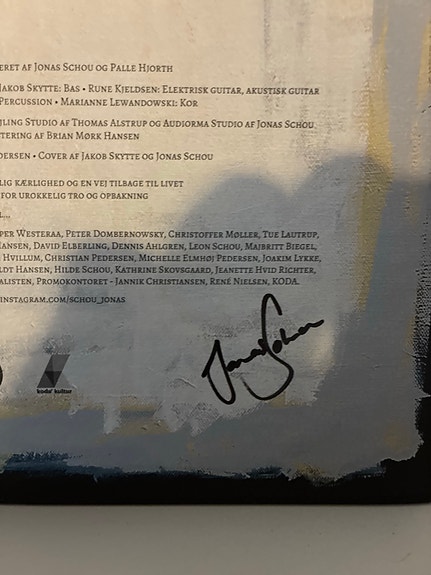 ERET AF JONAS SCHOU OG PALLE HJORTH
JAKOB SKYTTE: BAS • RUNE KJELDSEN: ELEKTRISK GUITAR, AKUSTISK GUITAR
PERCUSSION • MARIANNE LEWANDOWSKI: KOR
JLING STUDIO AF THOMAS ALSTRUP OG AUDIORMA STUDIO AF JONAS SCHOU
TERING AF BRIAN MØRK HANSEN
DERSEN • COVER AF JAKOB SKYTTE OG JONAS SCHOU
LIG KÆRLIGHED OG EN VEJ TILBAGE TIL LIVET
FOR UROKKELIG TRO OG OPBAKNING
L...
PER WESTERAA, PETER DOMBERNOWSKY, CHRISTOFFER MØLLER, TUE LAUTRUP,
HANSEN, DAVID ELBERLING, DENNIS AHLGREN, LEON SCHOU, MAJBRITT BIEGEL,
HVILLUM, CHRISTIAN PEDERSEN, MICHELLE ELMHØJ PEDERSEN, JOAKIM LYKKE,
LDT HANSEN, HILDE SCHOU, KATHRINE SKOVSGAARD, JEANETTE HVID RICHTER,
IALISTEN, PROMOKONTORET - JANNIK CHRISTIANSEN, RENÉ NIELSEN, KODA.
INSTAGRAM.COM/SCHOU_JONAS
Jonas Schou
koda' kultur